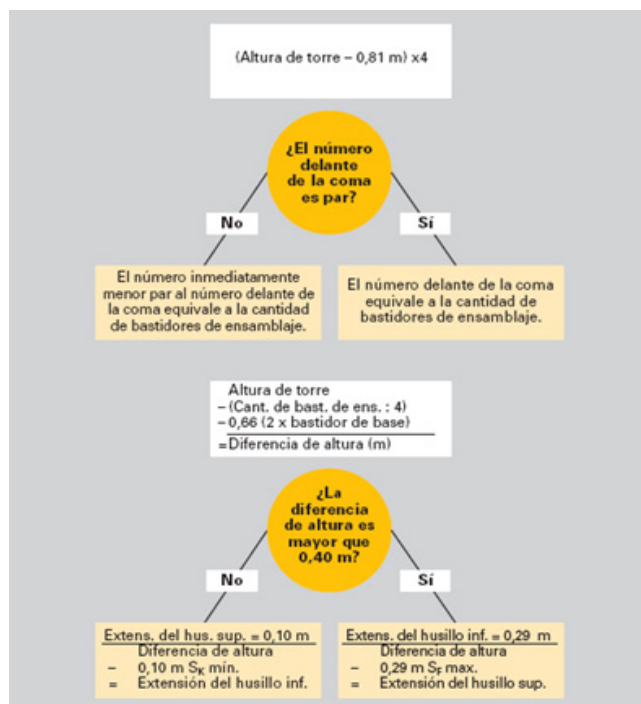 (Altura de torre – 0,81 m) x4
¿El número
delante
de la coma
es par?
No
Sí
El número inmediatamente
menor par al número delante de
la coma equivale a la cantidad
de bastidores de ensamblaje.
El número delante de la coma
equivale a la cantidad de
bastidores de ensamblaje.
Altura de torre
– (Cant. de bast. de ens. : 4)
– 0,66 (2 x bastidor de base)
= Diferencia de altura (m)
¿La
diferencia
de altura es
mayor que
0,40 m?
No
Sí
Extens. del hus. sup. = 0,10 m
Diferencia de altura
– 0,10 m SK mín.
= Extensión del husillo inf.
Extens. del husillo inf. = 0,29 m
Diferencia de altura
– 0,29 m SF max.
= Extensión del husillo sup.